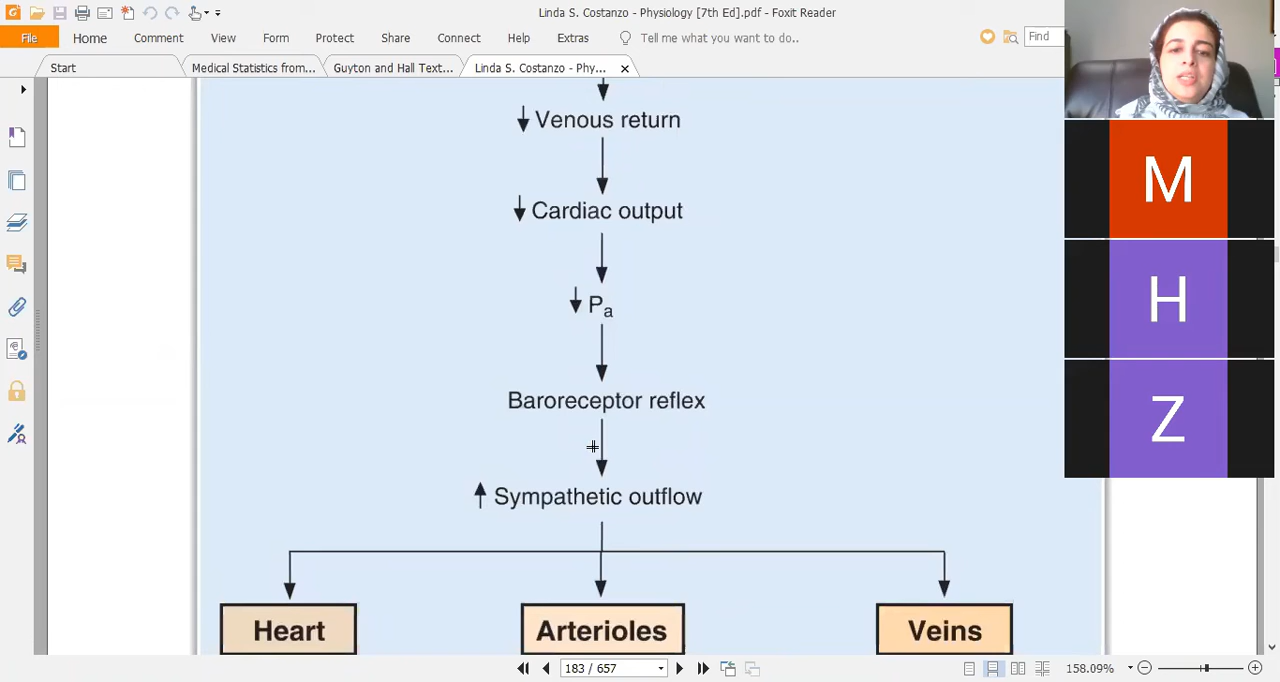 Linda S. Costanzo - Physiology [7th Ed].pdf - Foxit Reader
File Home Comment View Form Protect Share Connect Help Extras Tell me what you want to do.. Find
Start Medical Statistics from... Guyton and Hall Text... Linda S. Costanzo - Phy...
↓ Venous return
↓ Cardiac output
↓ Pa
Baroreceptor reflex
↑ Sympathetic outflow
Heart Arterioles Veins
M
H
Z
183 / 657 158.09%